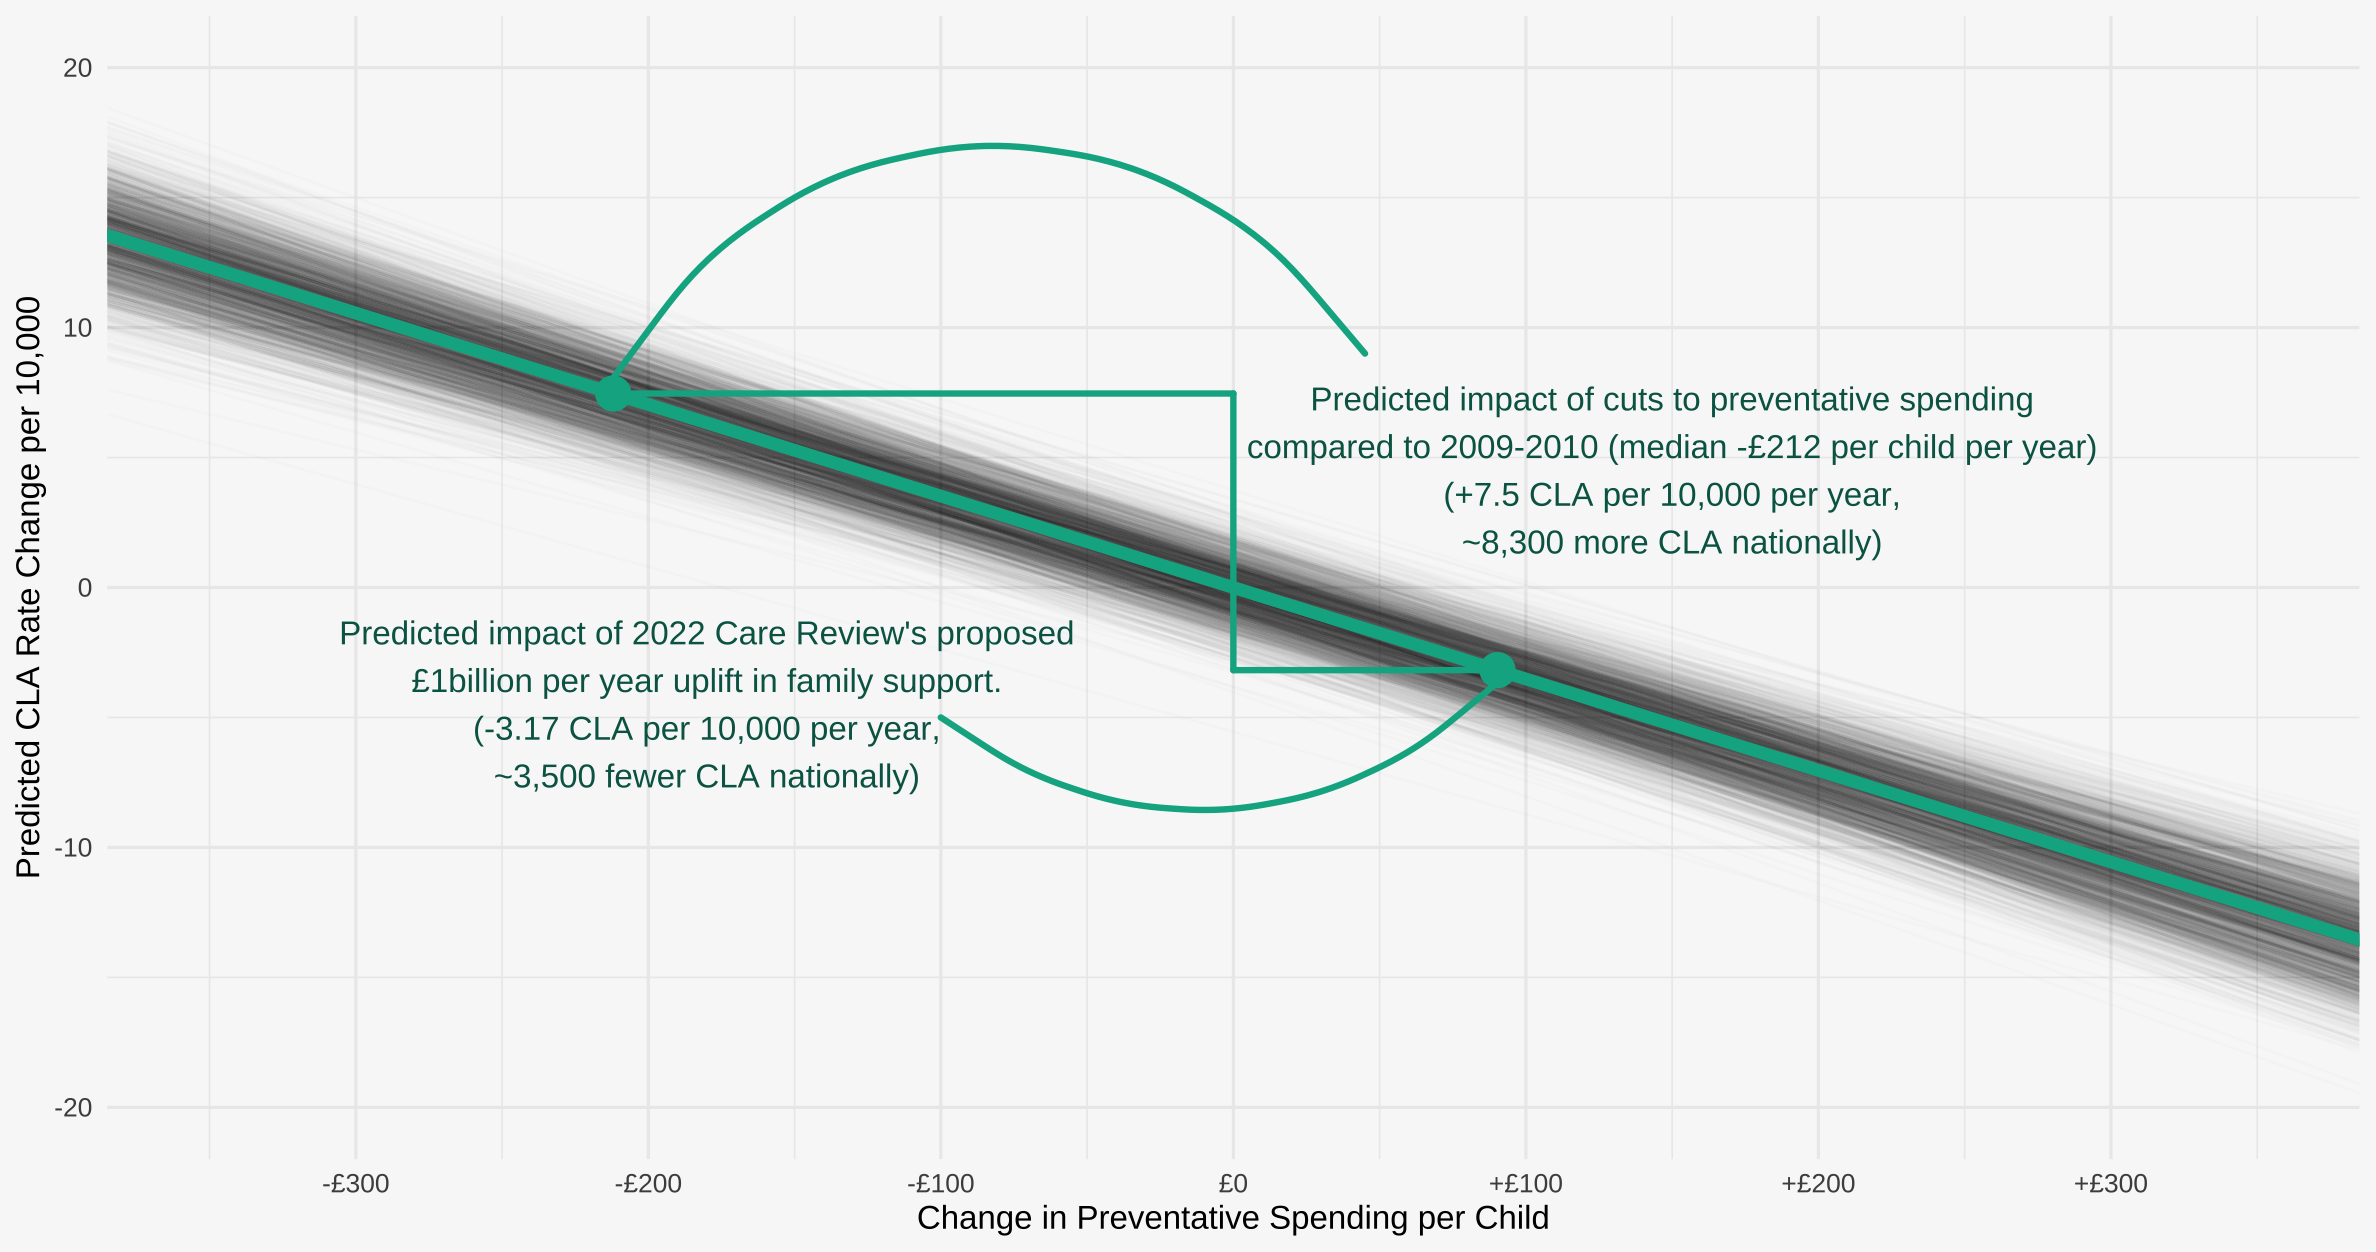 Predicted CLA Rate Change per 10,000
20
10
0
-10
-20
Predicted impact of cuts to preventative spending
compared to 2009-2010 (median -£212 per child per year)
(+7.5 CLA per 10,000 per year,
~8,300 more CLA nationally)
Predicted impact of 2022 Care Review's proposed
£1billion per year uplift in family support.
(-3.17 CLA per 10,000 per year,
~3,500 fewer CLA nationally)
-£300 -£200 -£100 £0 +£100 +£200 +£300
Change in Preventative Spending per Child